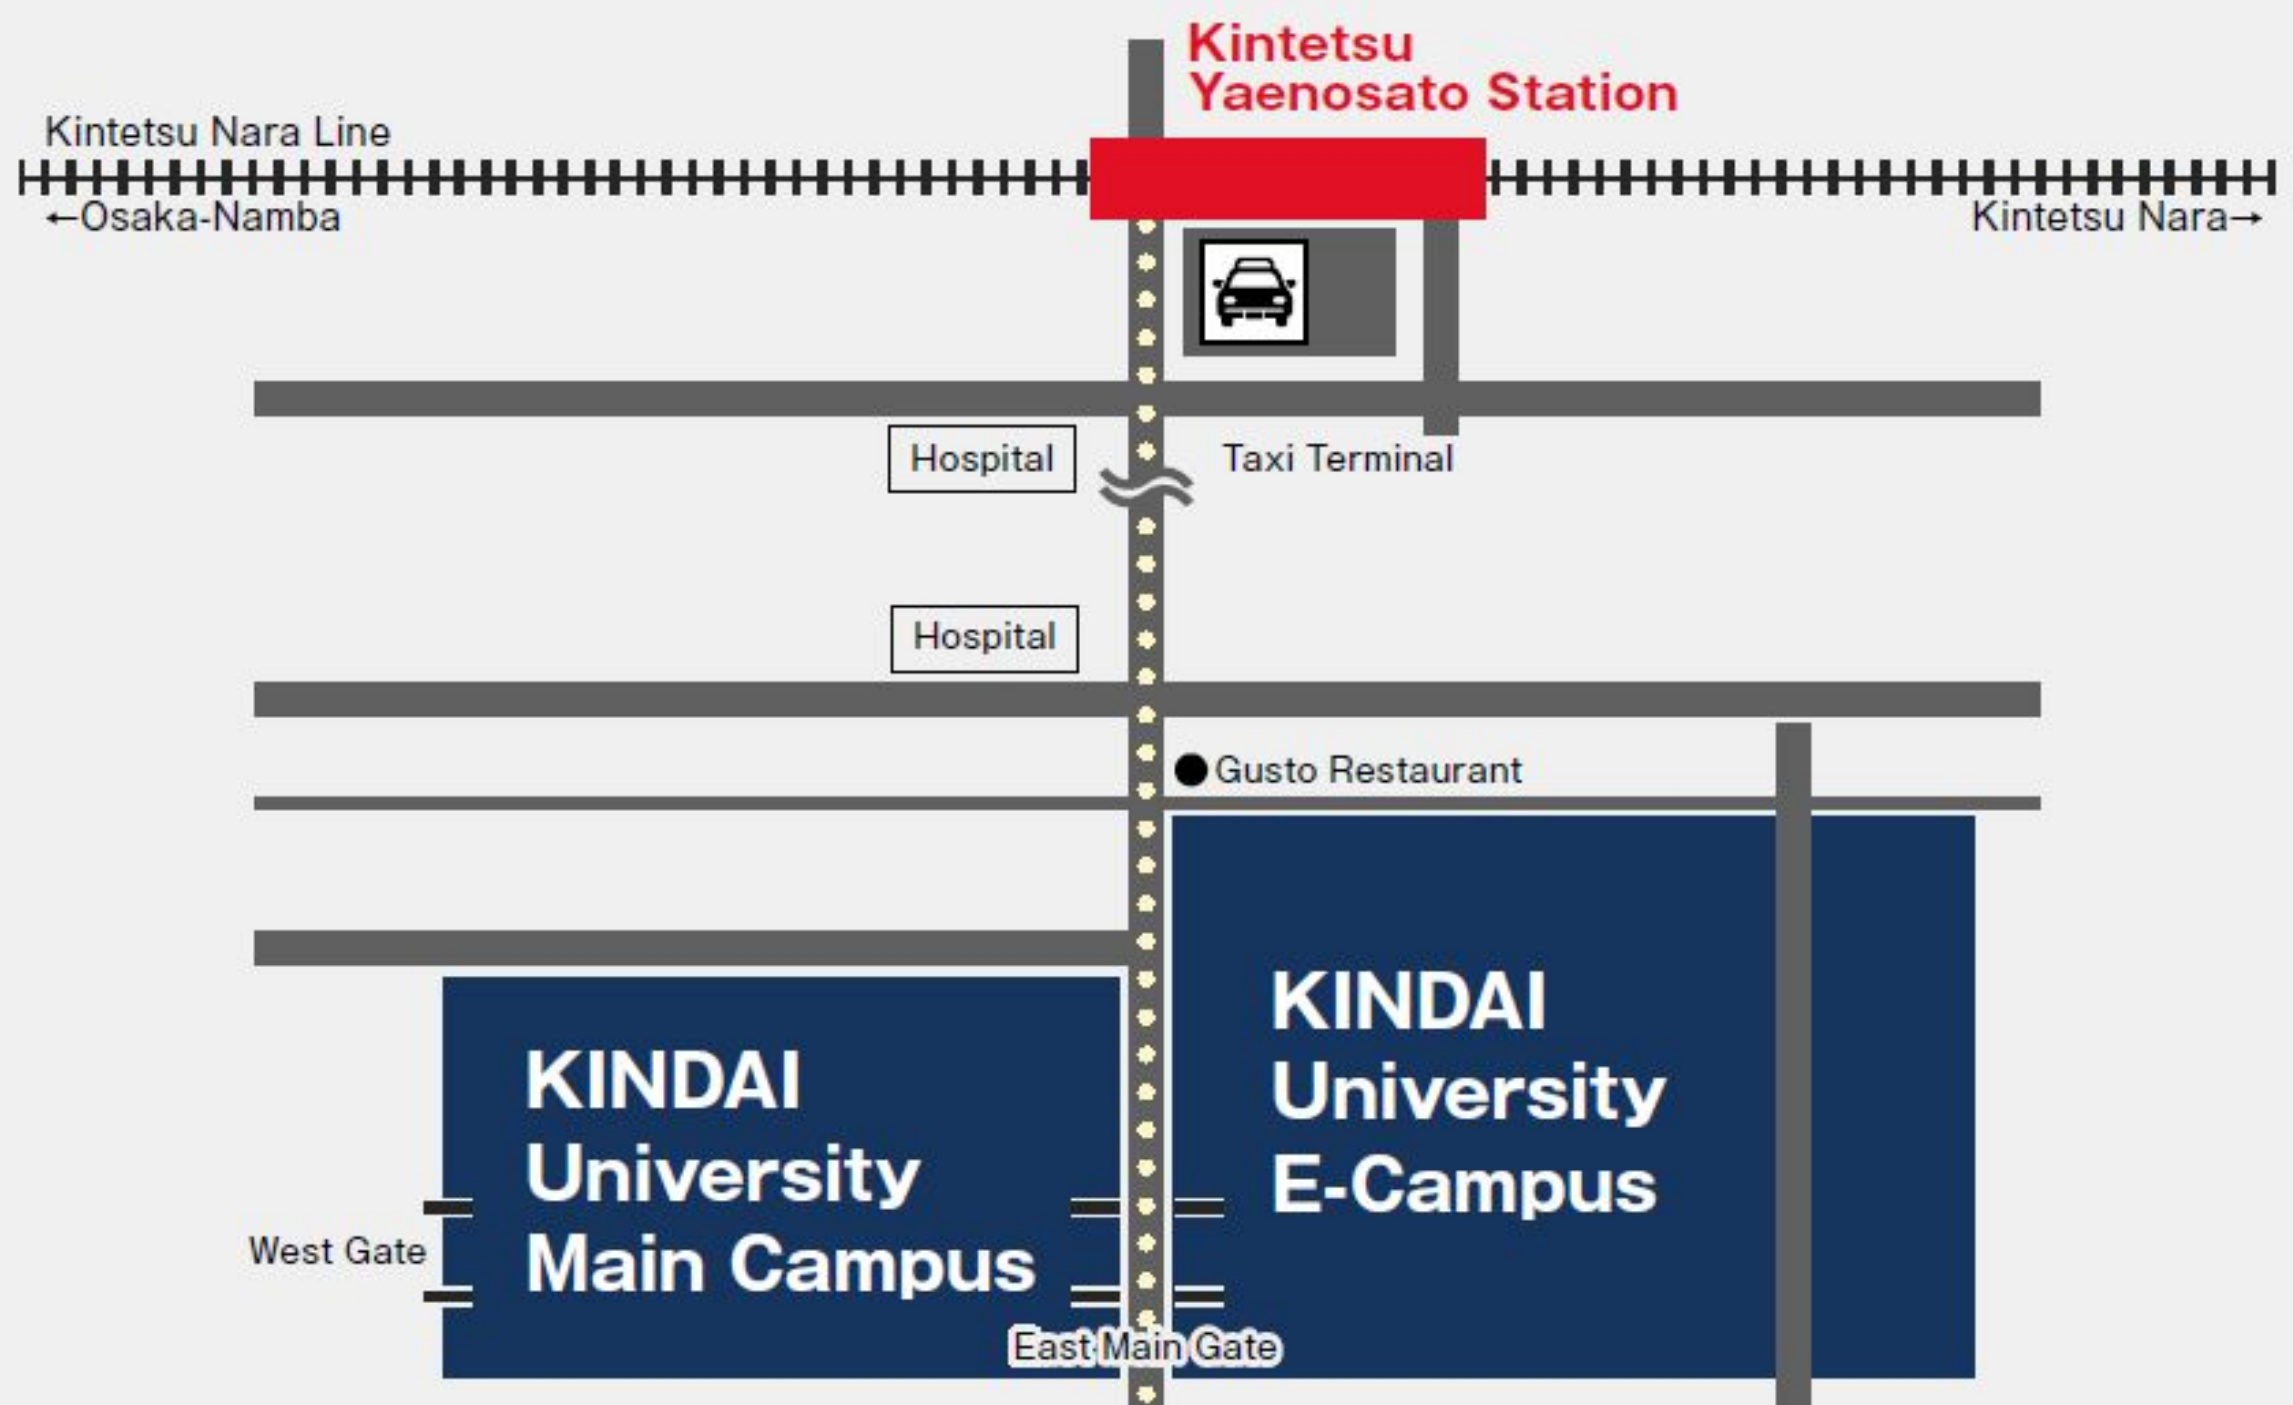 Kintetsu
Yaenosato Station
Kintetsu Nara Line
←Osaka-Namba
Kintetsu Nara→
Hospital
Taxi Terminal
Hospital
Gusto Restaurant
KINDAI
University
E-Campus
KINDAI
University
Main Campus
West Gate
East Main Gate